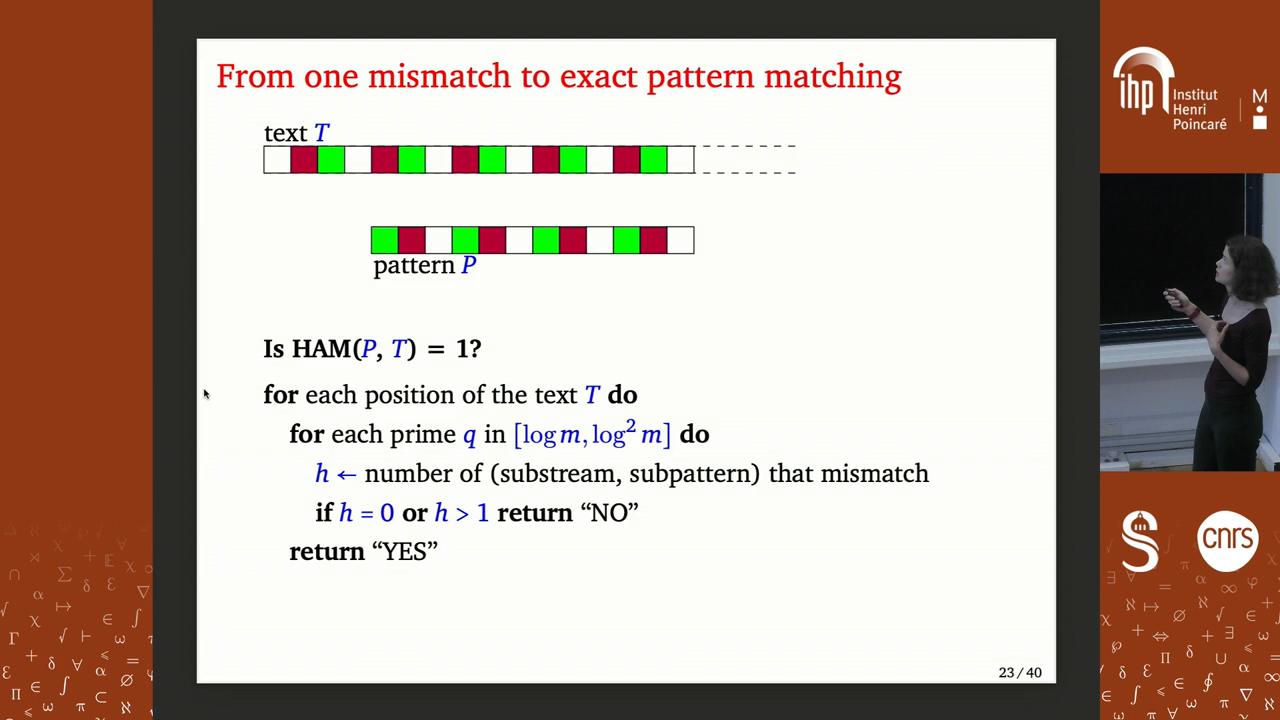 From one mismatch to exact pattern matching
text T
pattern P
Is HAM(P, T) = 1?
for each position of the text T do
for each prime q in [log m, log² m] do
h ← number of (substream, subpattern) that mismatch
if h = 0 or h > 1 return “NO”
return “YES”
23 / 40
ihp
Institut
Henri
Poincaré
M
S
cnrs